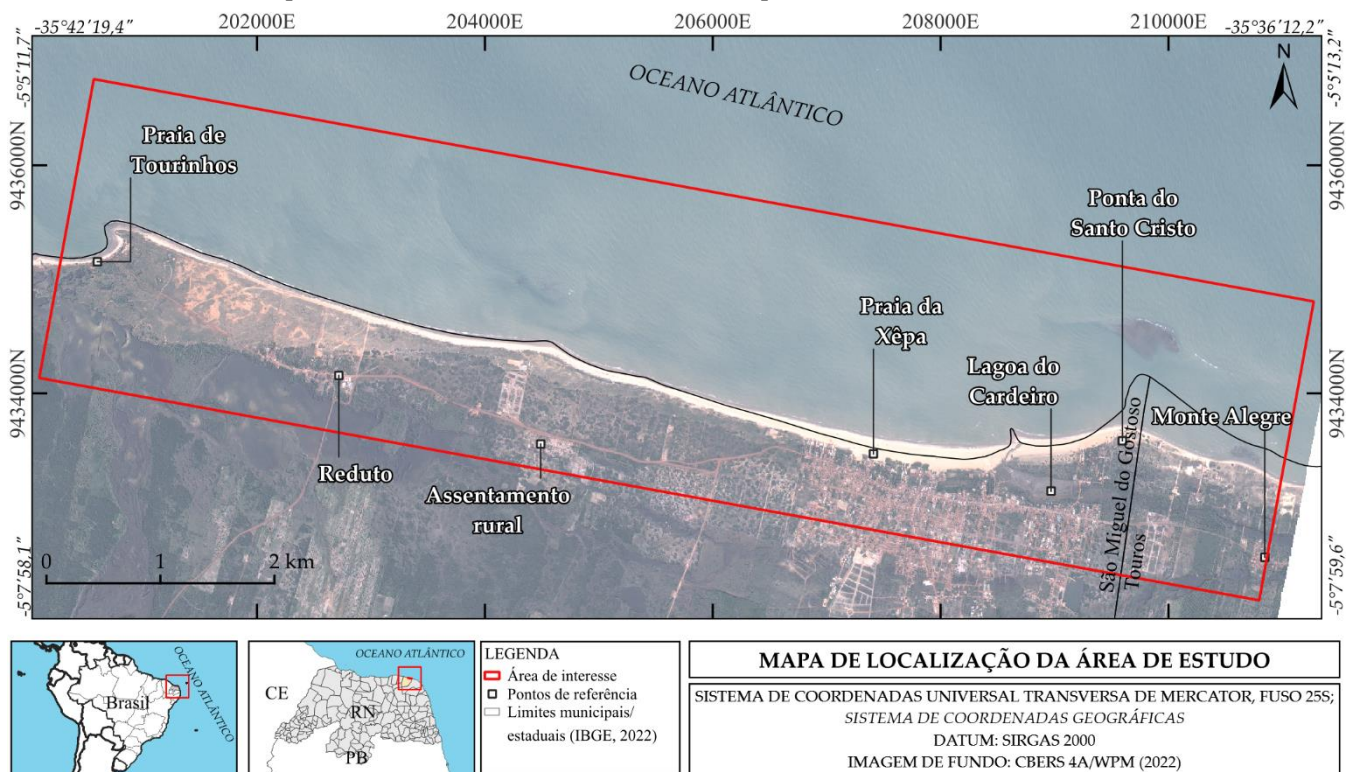 202000E
204000E
206000E
208000E
210000E
-35°42'19,4"
-35°36'12,2"
-5°5'11,7"
-5°5'13,2"
N
OCEANO ATLÂNTICO
Praia de
Tourinhos
9436000N
9436000N
Ponta do
Santo Cristo
Praia da
Xêpa
Lagoa do
Cardeiro
9434000N
9434000N
Monte Alegre
Reduto
Assentamento
rural
São Miguel do Gostoso
Touros
0
1
2 km
-5°7'58,1"
-5°7'59,6"
OCEANO ATLÂNTICO
Brasil
OCEANO ATLÂNTICO
CE
RN
PB
LEGENDA
Área de interesse
Pontos de referência
Limites municipais/
estaduais (IBGE, 2022)
MAPA DE LOCALIZAÇÃO DA ÁREA DE ESTUDO
SISTEMA DE COORDENADAS UNIVERSAL TRANSVERSA DE MERCATOR, FUSO 25S;
SISTEMA DE COORDENADAS GEOGRÁFICAS
DATUM: SIRGAS 2000
IMAGEM DE FUNDO: CBERS 4A/WPM (2022)